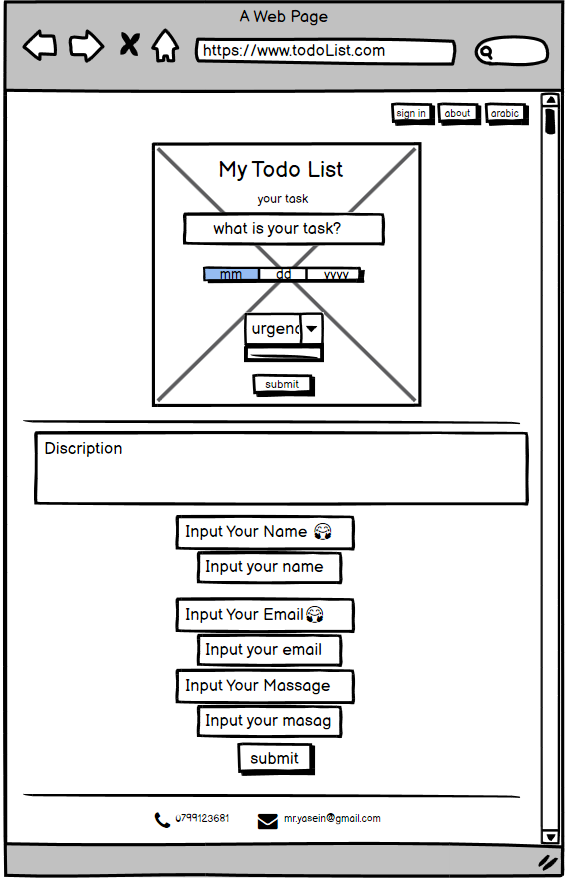 A Web Page
https://www.todoList.com
sign in about arabic
My Todo List
your task
what is your task?
mm dd yyyy
urgenc
submit
Discription
Input Your Name
Input your name
Input Your Email
Input your email
Input Your Massage
Input your masag
submit
0799123681 mr.yasein@gmail.com